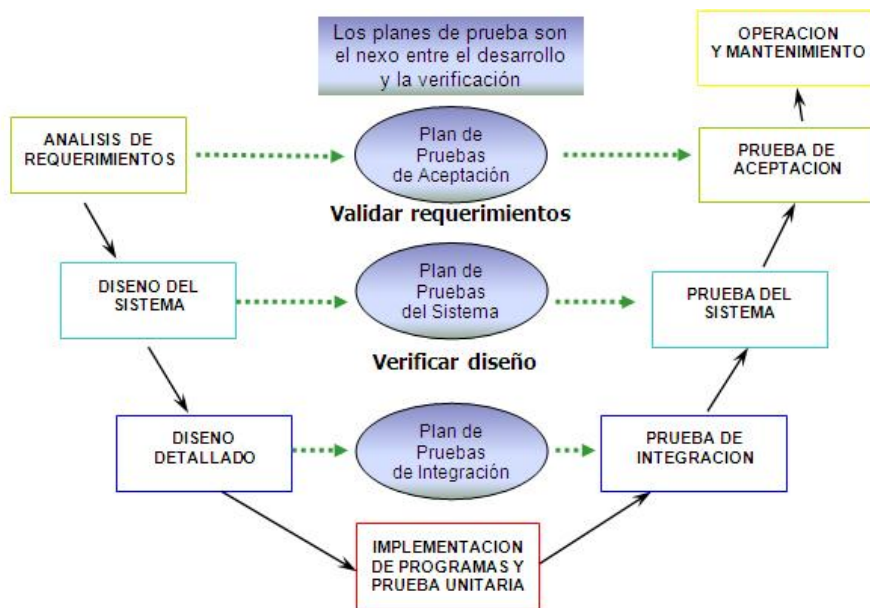 Los planes de prueba son
el nexo entre el desarrollo
y la verificación
OPERACION
Y MANTENIMIENTO
ANALISIS DE
REQUERIMIENTOS
Plan de
Pruebas
de Aceptación
PRUEBA DE
ACEPTACION
Validar requerimientos
DISENO DEL
SISTEMA
Plan de
Pruebas
del Sistema
PRUEBA DEL
SISTEMA
Verificar diseño
DISENO
DETALLADO
Plan de
Pruebas
de Integración
PRUEBA DE
INTEGRACION
IMPLEMENTACION
DE PROGRAMAS Y
PRUEBA UNITARIA